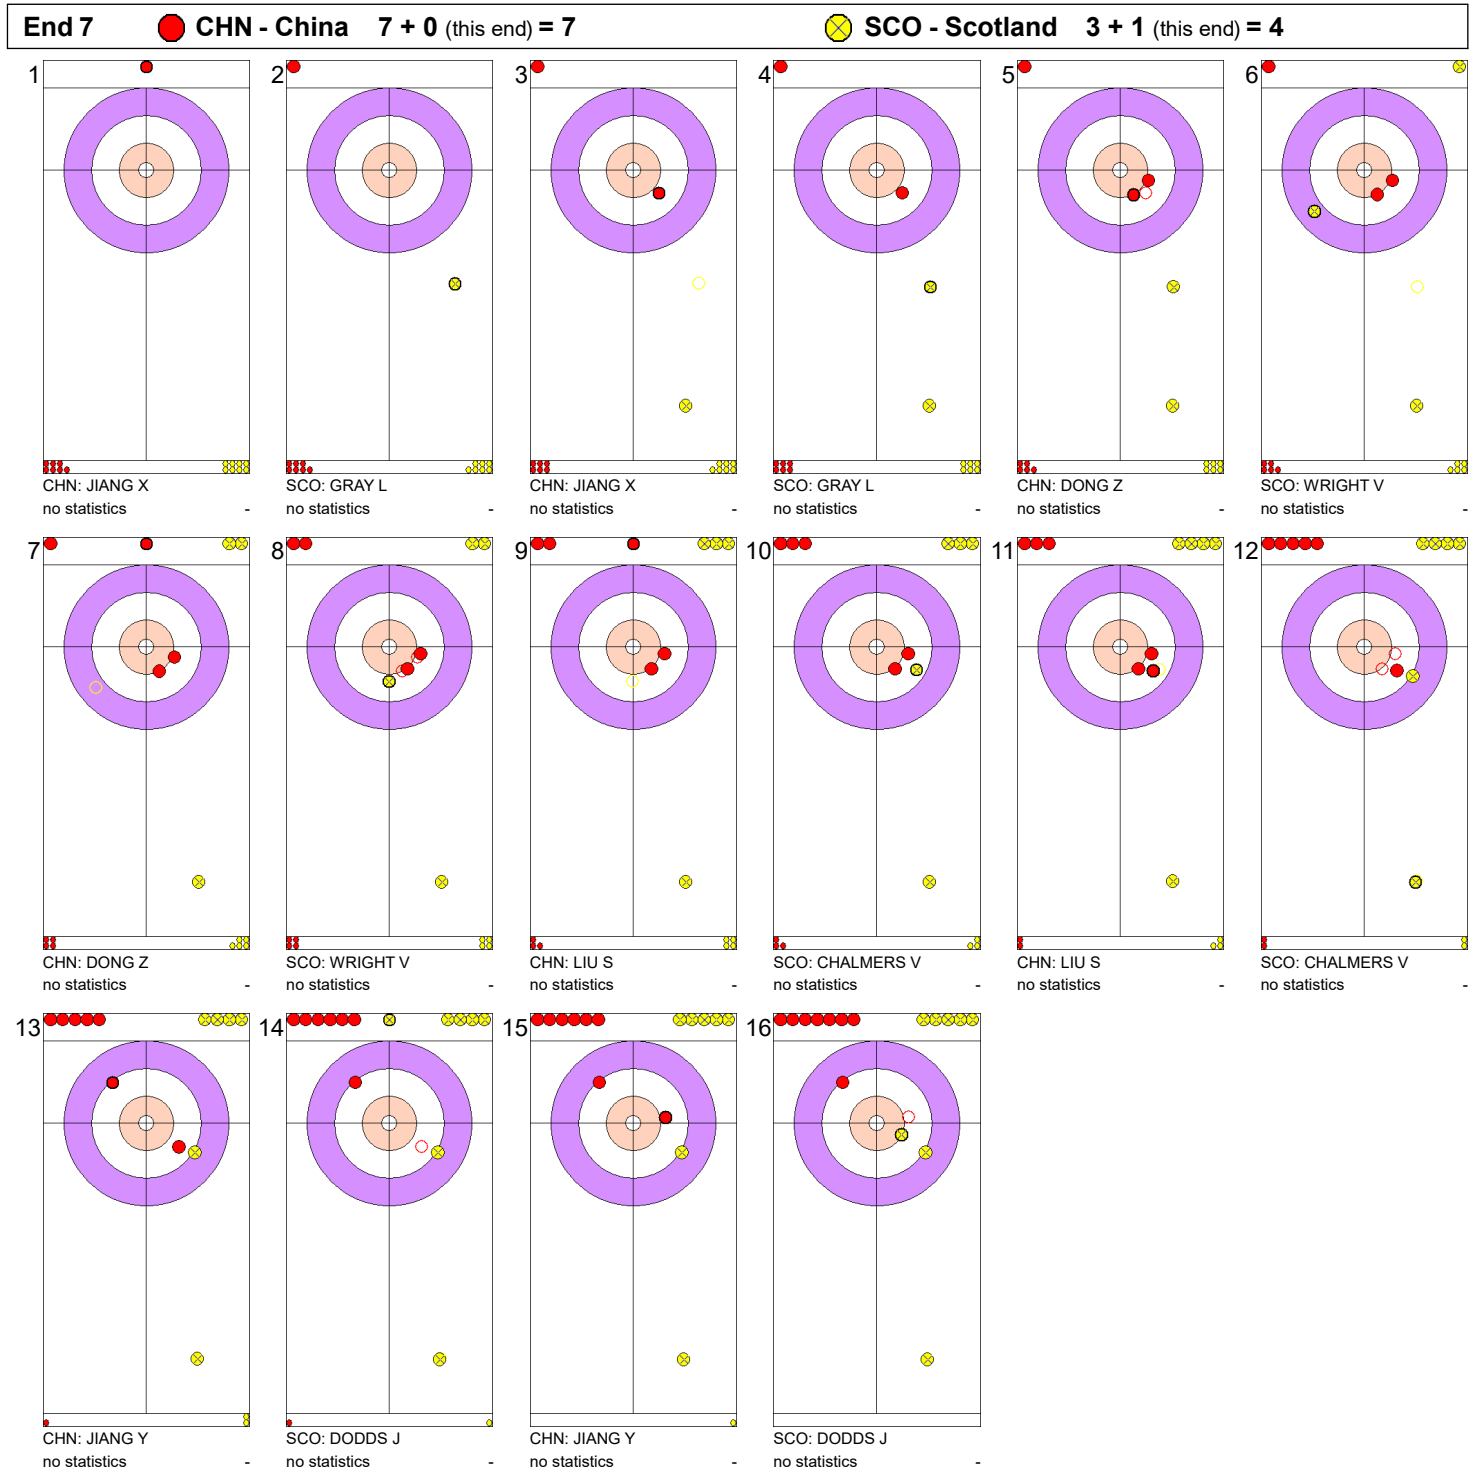 End 7 CHN - China 7 + 0 (this end) = 7 SCO - Scotland 3 + 1 (this end) = 4
1 2 3 4 5 6
CHN: JIANG X SCO: GRAY L CHN: JIANG X SCO: GRAY L CHN: DONG Z SCO: WRIGHT V
no statistics - no statistics - no statistics - no statistics - no statistics - no statistics -
7 8 9 10 11 12
CHN: DONG Z SCO: WRIGHT V CHN: LIU S SCO: CHALMERS V CHN: LIU S SCO: CHALMERS V
no statistics - no statistics - no statistics - no statistics - no statistics - no statistics -
13 14 15 16
CHN: JIANG Y SCO: DODDS J CHN: JIANG Y SCO: DODDS J
no statistics - no statistics - no statistics - no statistics -